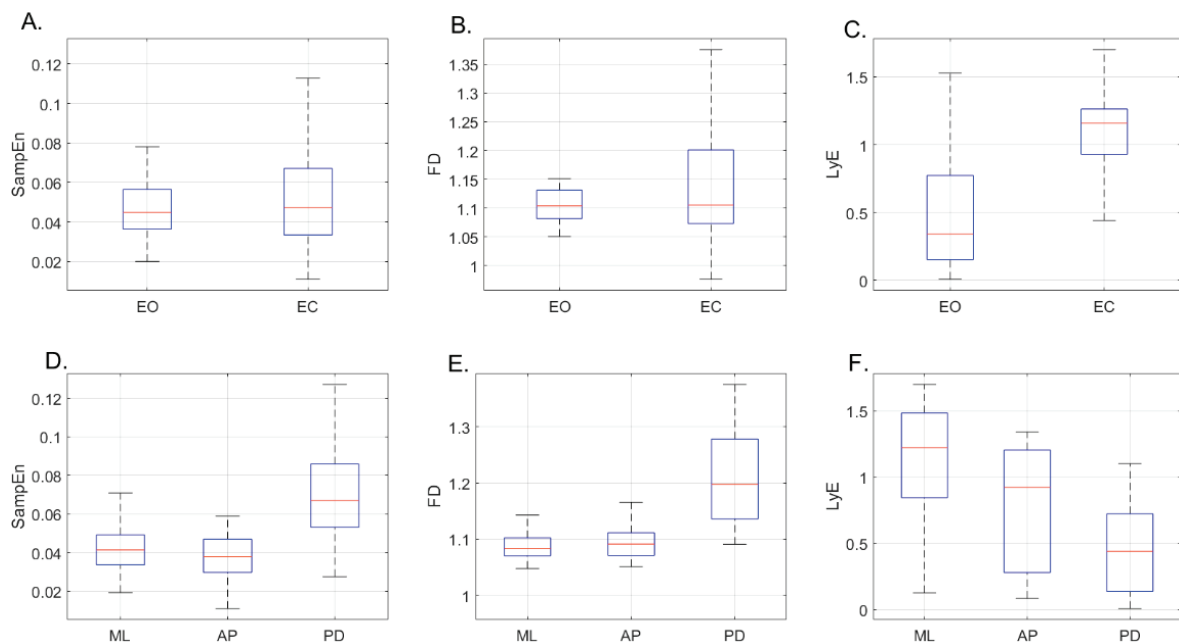 A.
0.12
0.1
0.08
0.06
0.04
0.02
SampEn
EO EC
B.
1.35
1.3
1.25
1.2
1.15
1.1
1.05
1
FD
EO EC
C.
1.5
1
0.5
0
LyE
EO EC
D.
0.12
0.1
0.08
0.06
0.04
0.02
SampEn
ML AP PD
E.
1.3
1.2
1.1
1
FD
ML AP PD
F.
1.5
1
0.5
0
LyE
ML AP PD